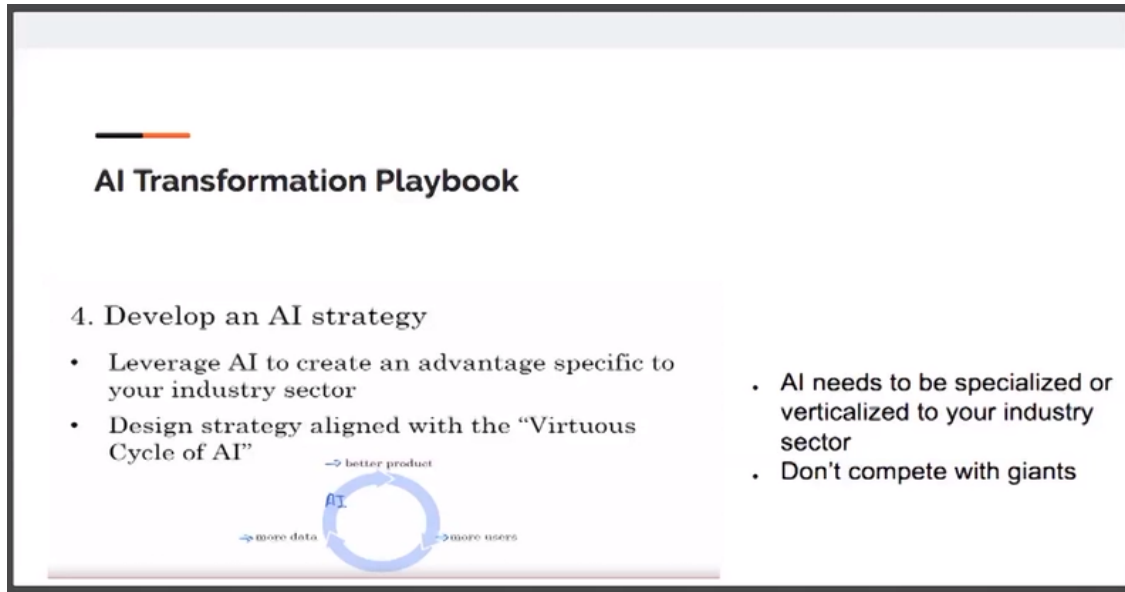 AI Transformation Playbook
4. Develop an AI strategy
• Leverage AI to create an advantage specific to
your industry sector
• Design strategy aligned with the “Virtuous
Cycle of AI”
→ better product
AI
→ more data
→ more users
• AI needs to be specialized or
verticalized to your industry
sector
• Don't compete with giants